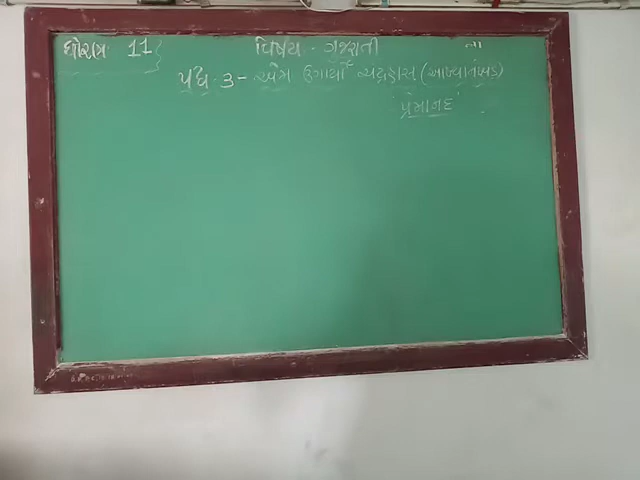 ધોરણ 11 વિષય - ગુજરાતી તા
પદ્ય 3 - એમ ઉગાર્યો ચંદ્રહાસ (આખ્યાનખંડ)
પ્રેમાનંદ